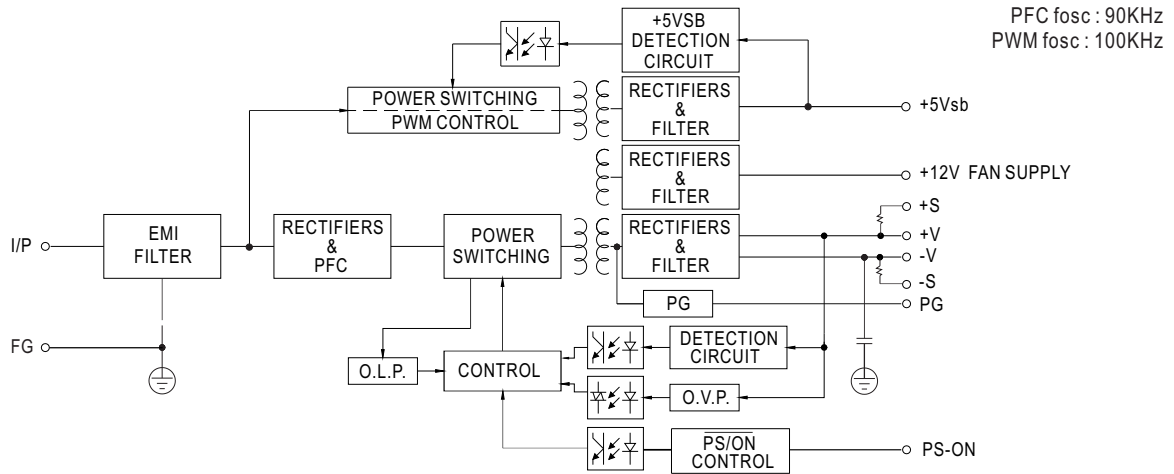 PFC fosc : 90KHz
PWM fosc : 100KHz
+5VSB
DETECTION
CIRCUIT
POWER SWITCHING
PWM CONTROL
RECTIFIERS
&
FILTER
+5Vsb
RECTIFIERS
&
FILTER
+12V FAN SUPPLY
I/P
EMI
FILTER
RECTIFIERS
&
PFC
POWER
SWITCHING
RECTIFIERS
&
FILTER
+S
+V
-V
-S
PG
PG
FG
O.L.P.
CONTROL
DETECTION
CIRCUIT
O.V.P.
PS/ON
CONTROL
PS-ON